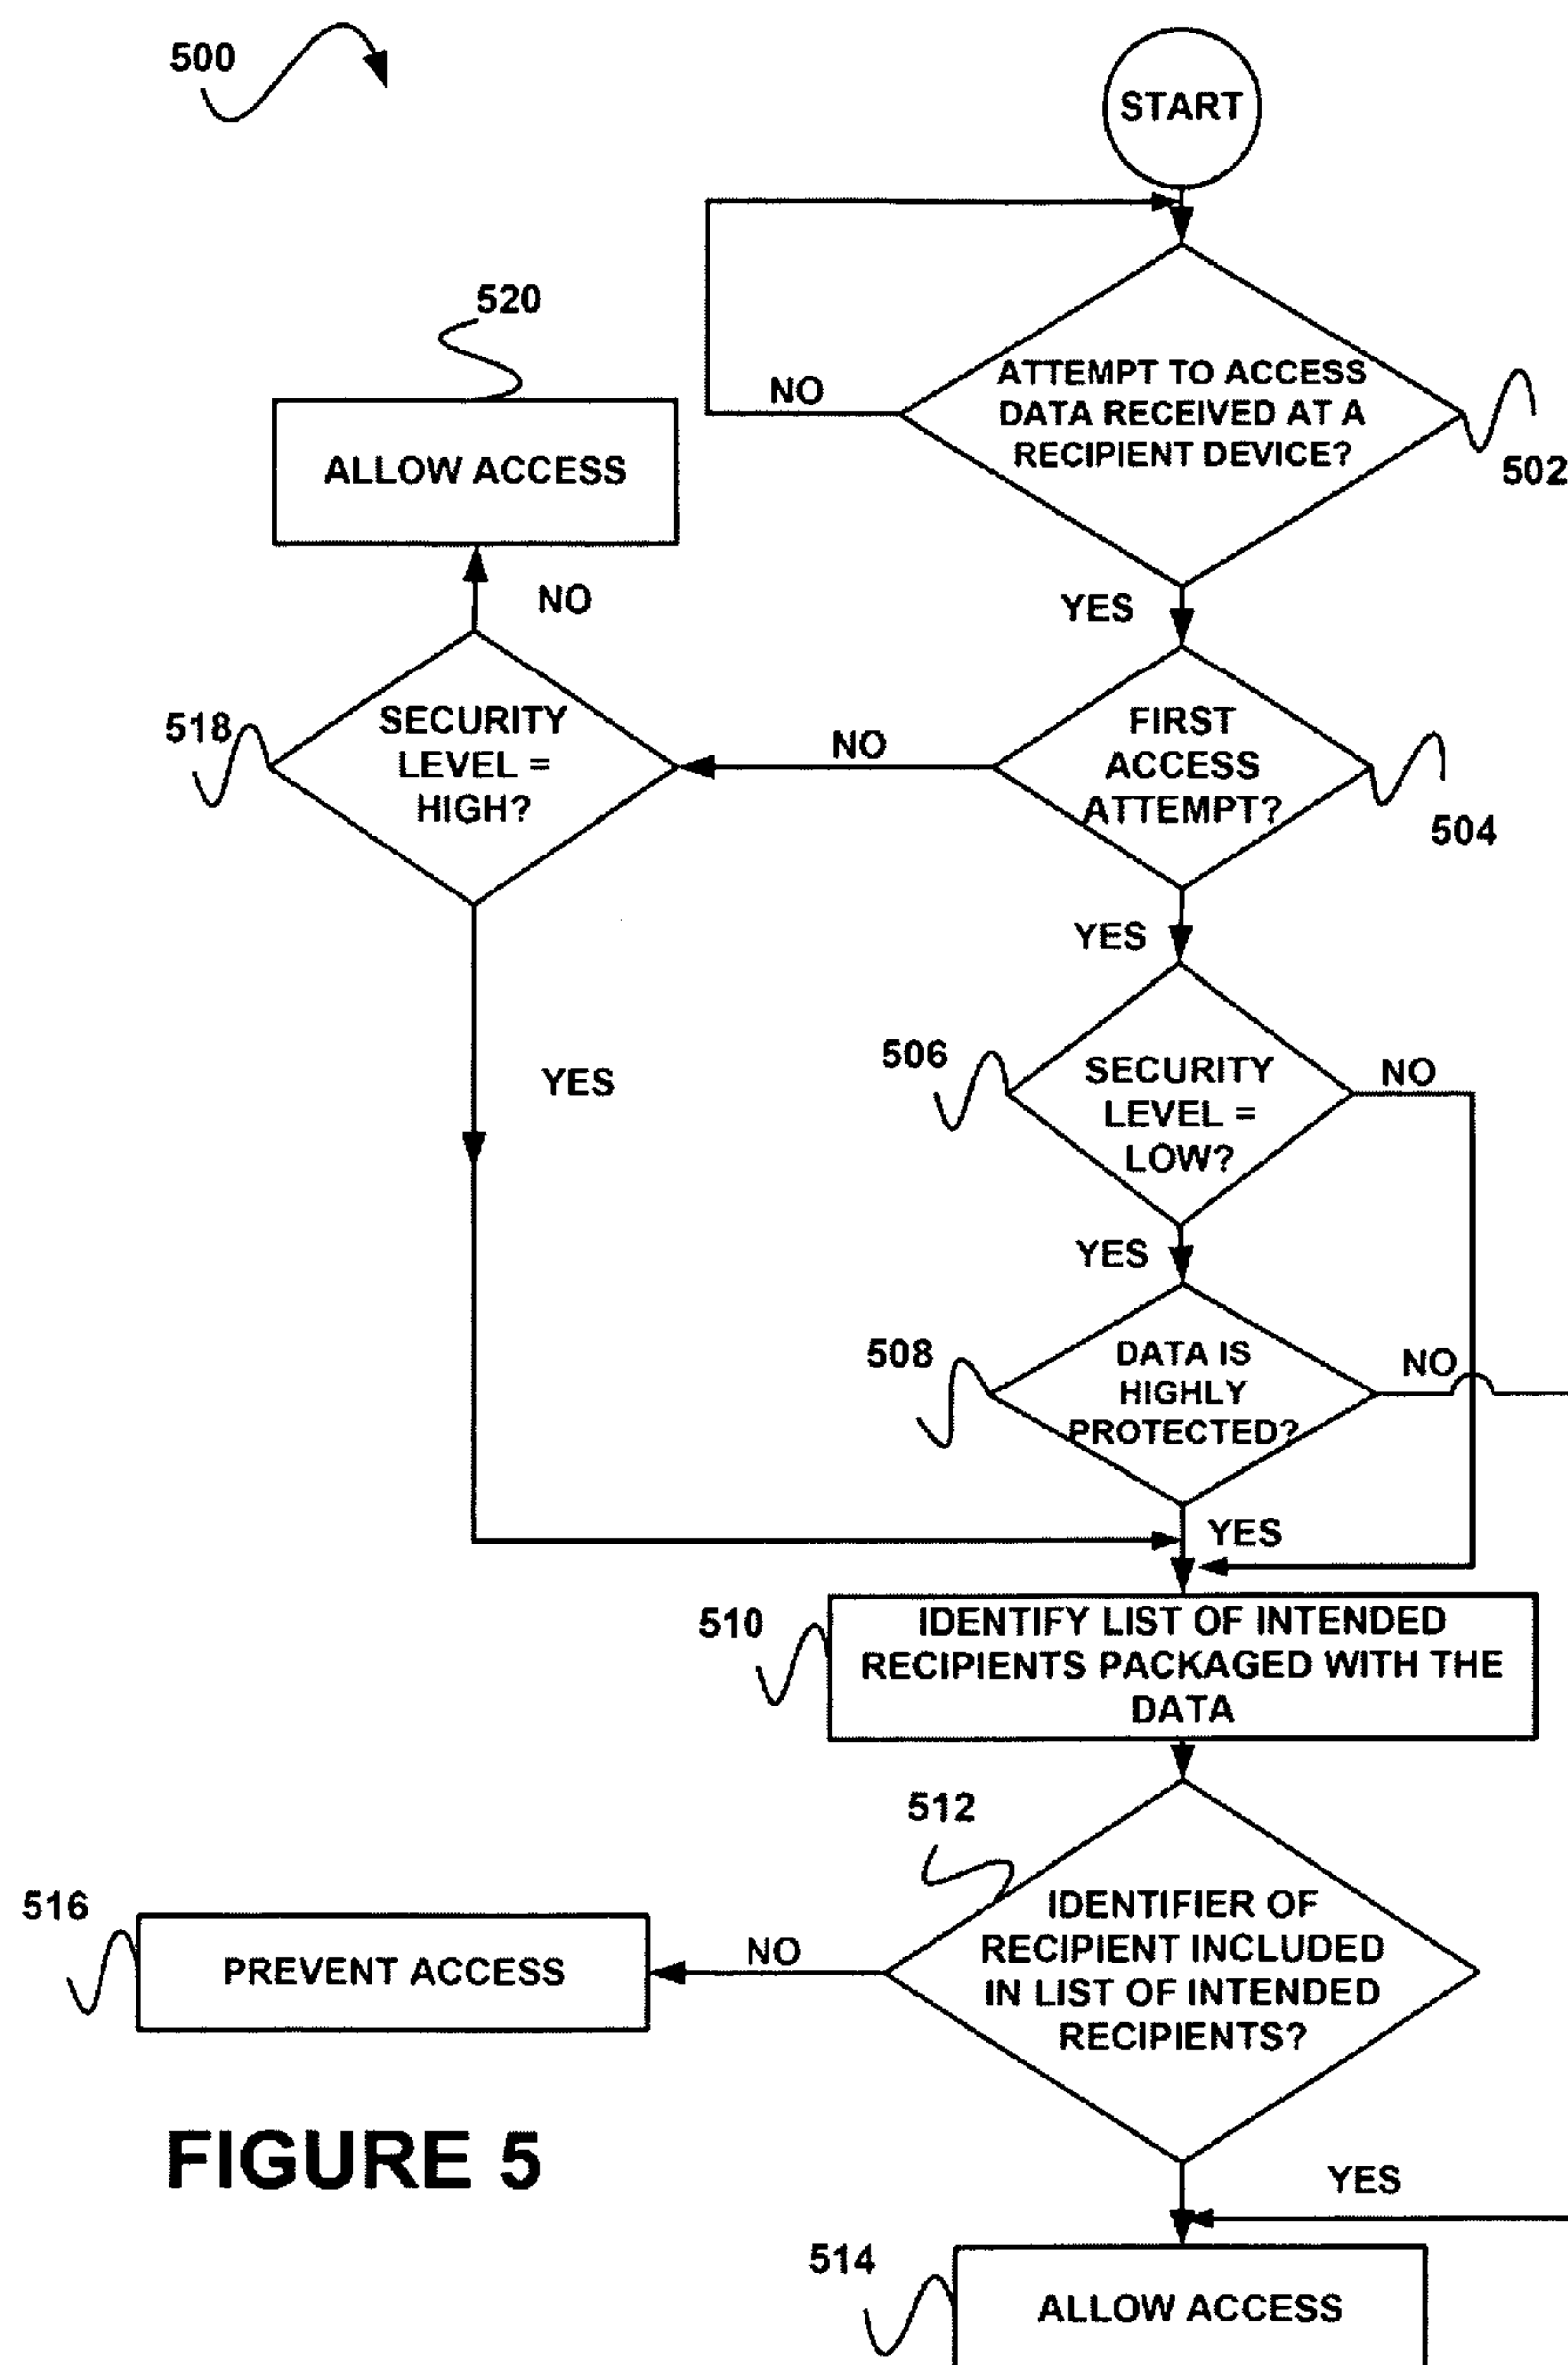 500
START
520
ATTEMPT TO ACCESS
DATA RECEIVED AT A
RECIPIENT DEVICE?
NO
502
ALLOW ACCESS
NO
YES
518
SECURITY
LEVEL =
HIGH?
NO
FIRST
ACCESS
ATTEMPT?
504
YES
YES
506
SECURITY
LEVEL =
LOW?
NO
YES
508
DATA IS
HIGHLY
PROTECTED?
NO
YES
510
IDENTIFY LIST OF INTENDED
RECIPIENTS PACKAGED WITH THE
DATA
512
IDENTIFIER OF
RECIPIENT INCLUDED
IN LIST OF INTENDED
RECIPIENTS?
516
PREVENT ACCESS
NO
FIGURE 5
YES
514
ALLOW ACCESS